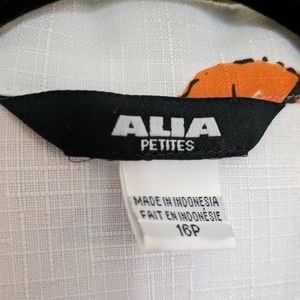 ALIA
PETITES
MADE IN INDONESIA
FAIT EN INDONÉSIE
16P